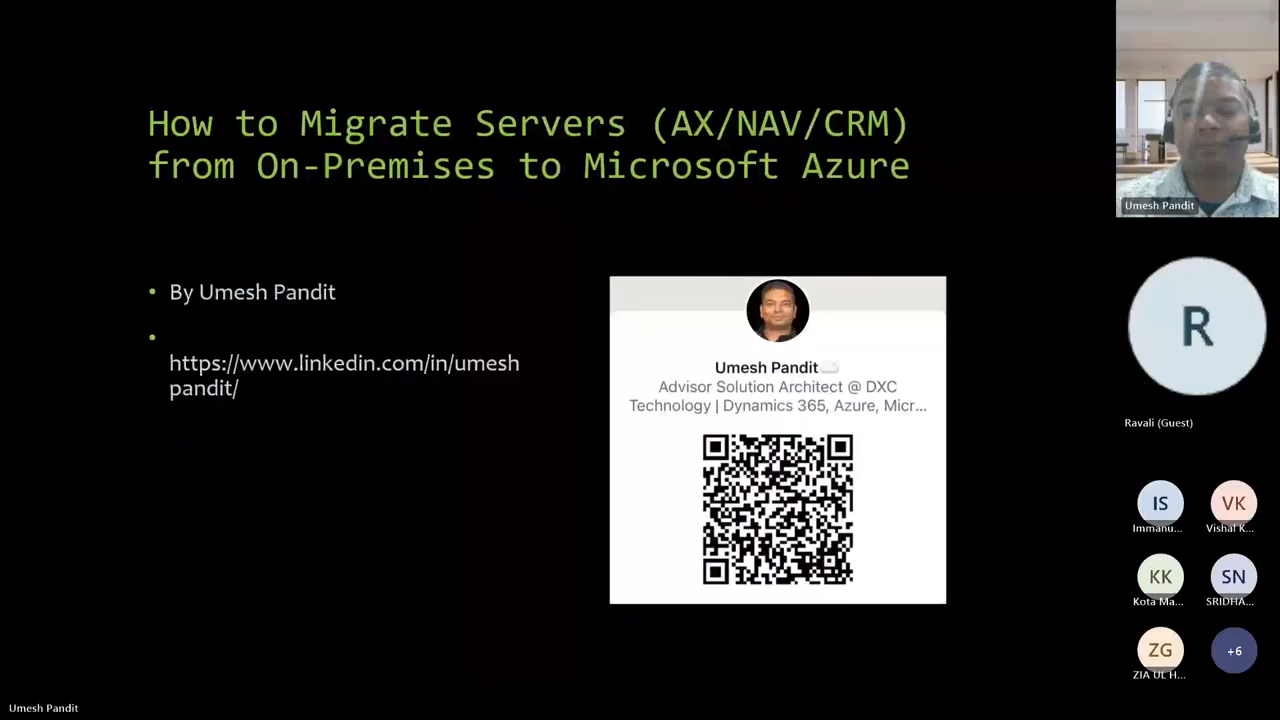 How to Migrate Servers (AX/NAV/CRM)
from On-Premises to Microsoft Azure
• By Umesh Pandit
•
https://www.linkedin.com/in/umesh
pandit/
Umesh Pandit
Advisor Solution Architect @ DXC
Technology | Dynamics 365, Azure, Micr...
Umesh Pandit
R
Ravali (Guest)
IS
Immanu...
VK
Vishal K...
KK
Kota Ma...
SN
SRIDHA...
ZG
ZIA UL H...
+6
Umesh Pandit